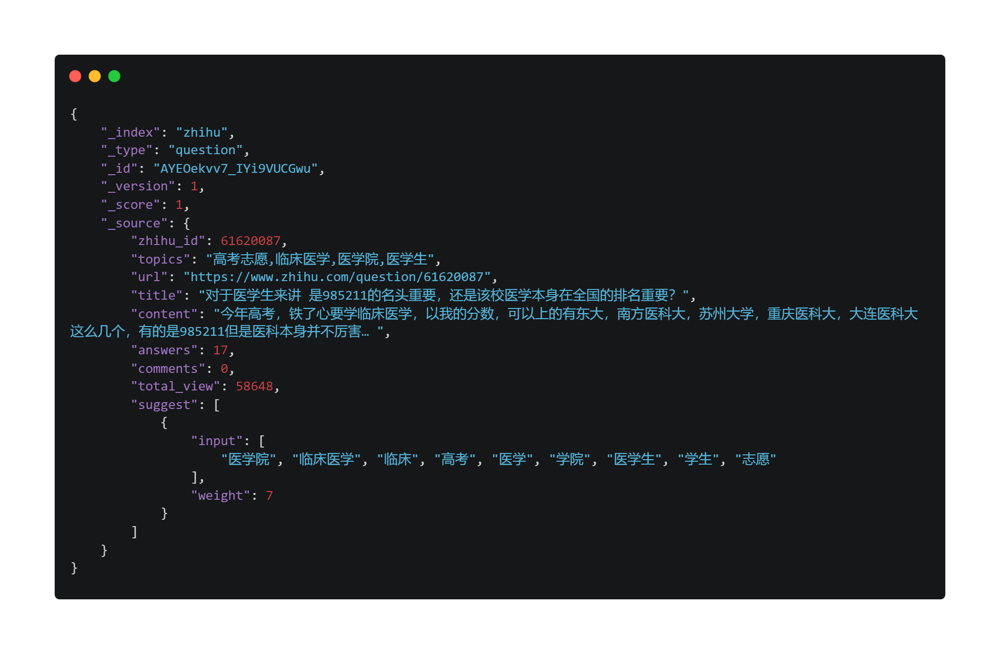 {
    "_index": "zhihu",
    "_type": "question",
    "_id": "AYEOekvv7_IYi9VUCGwu",
    "_version": 1,
    "_score": 1,
    "_source": {
        "zhihu_id": 61620087,
        "topics": "高考志愿,临床医学,医学院,医学生",
        "url": "https://www.zhihu.com/question/61620087",
        "title": "对于医学生来讲 是985211的名头重要，还是该校医学本身在全国的排名重要？",
        "content": "今年高考，铁了心要学临床医学，以我的分数，可以上的有东大，南方医科大，苏州大学，重庆医科大，大连医科大
这么几个，有的是985211但是医科本身并不厉害… ",
        "answers": 17,
        "comments": 0,
        "total_view": 58648,
        "suggest": [
            {
                "input": [
                    "医学院", "临床医学", "临床", "高考", "医学", "学院", "医学生", "学生", "志愿"
                ],
                "weight": 7
            }
        ]
    }
}